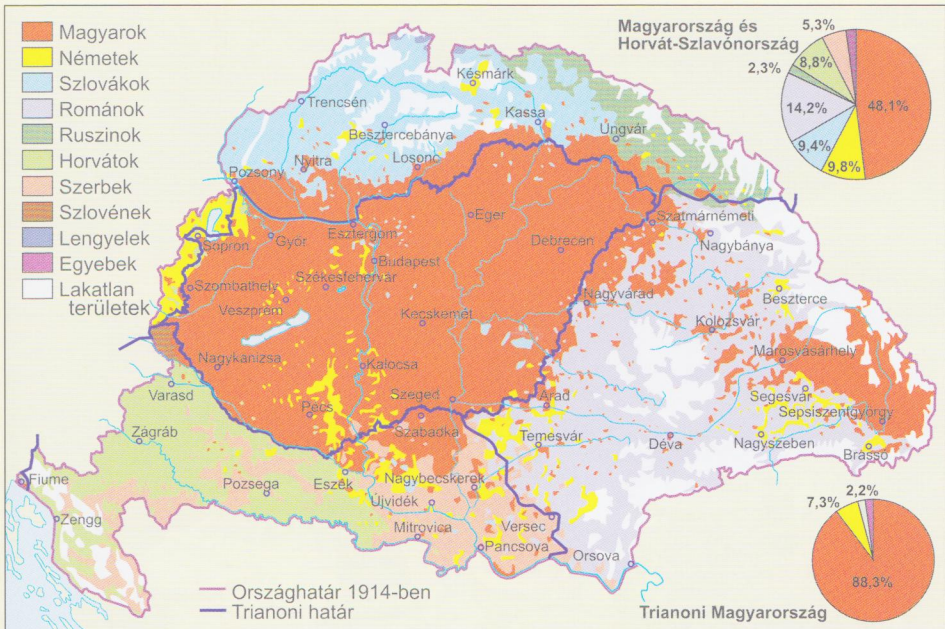 Magyarok
Németek
Szlovákok
Románok
Ruszinok
Horvátok
Szerbek
Szlovének
Lengyelek
Egyebek
Lakatlan
területek
Magyarország és
Horvát-Szlavónország
5,3%
8,8%
2,3%
14,2%
9,4%
9,8%
48,1%
Késmárk
Trencsén
Kassa
Besztercebánya
Ungvár
Nyitra
Losonc
Pozsony
Eger
Szatmárnémeti
Sopron
Győr
Esztergom
Debrecen
Nagybánya
Budapest
Szombathely
Székesfehérvár
Veszprém
Nagyvárad
Beszterce
Kecskemét
Kolozsvár
Nagykanizsa
Kalocsa
Marosvásárhely
Varasd
Szeged
Arad
Segesvár
Pécs
Sepsiszentgyörgy
Szabadka
Zágráb
Temesvár
Déva
Nagyszeben
Brassó
Fiume
Pozsega
Eszék
Nagybecskerek
Újvidék
Zengg
Mitrovica
Versec
Pancsova
Orsova
Országhatár 1914-ben
Trianoni határ
7,3%
2,2%
88,3%
Trianoni Magyarország